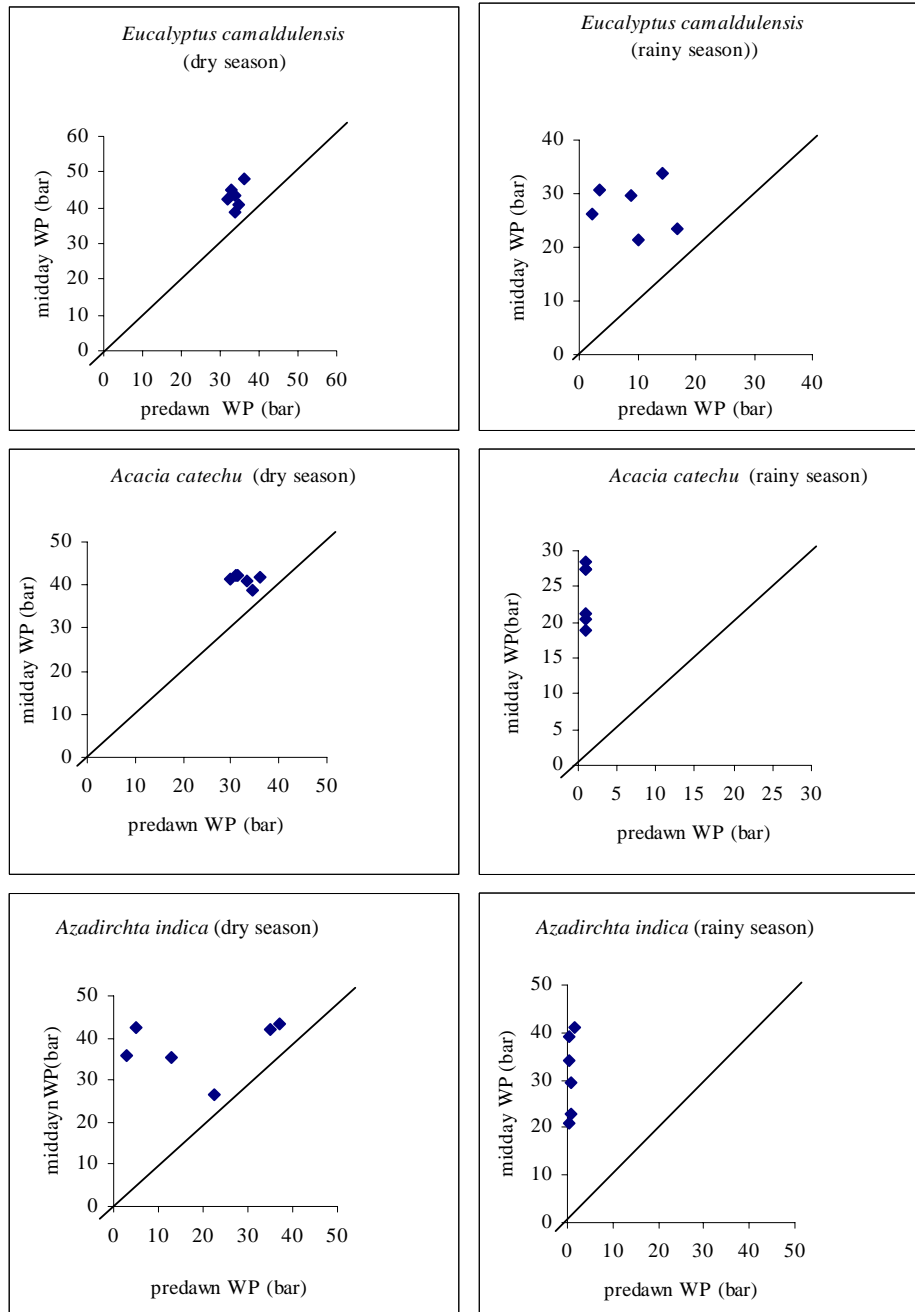 Eucalyptus camaldulensis
(dry season)
60
50
40
30
20
10
0
midday WP (bar)
0 10 20 30 40 50 60
predawn WP (bar)
Eucalyptus camaldulensis
(rainy season))
40
30
20
10
0
midday WP (bar)
0 10 20 30 40
predawn WP (bar)
Acacia catechu (dry season)
50
40
30
20
10
0
midday WP (bar)
0 10 20 30 40 50
predawn WP (bar)
Acacia catechu (rainy season)
30
25
20
15
10
5
0
midday WP(bar)
0 5 10 15 20 25 30
predawn WP (bar)
Azadirchta indica (dry season)
50
40
30
20
10
0
middaynWP(bar)
0 10 20 30 40 50
predawn WP (bar)
Azadirchta indica (rainy season)
50
40
30
20
10
0
midday WP (bar)
0 10 20 30 40 50
predawn WP (bar)